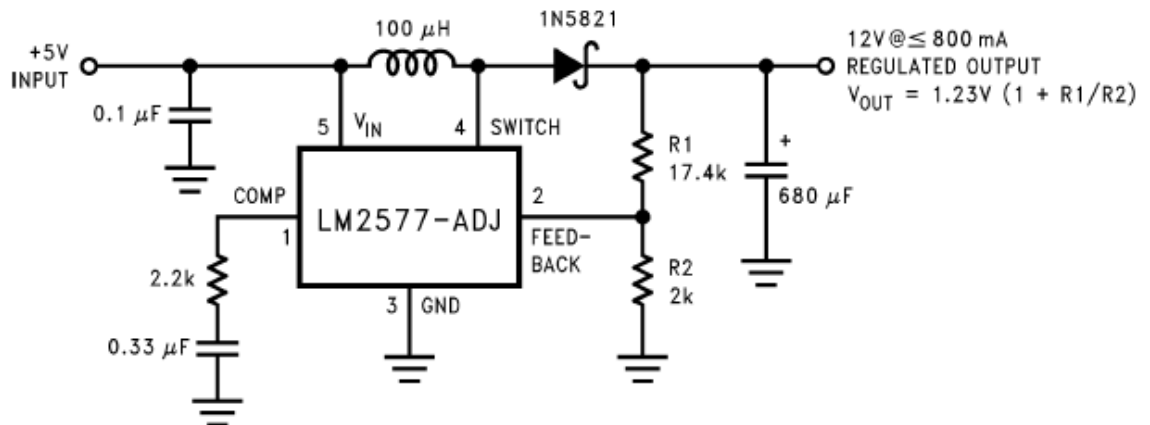 1N5821
100 μH
+5V
INPUT
12V@≤ 800 mA
REGULATED OUTPUT
V_OUT = 1.23V (1 + R1/R2)
0.1 μF
5
V_IN
4
SWITCH
R1
17.4k
+
680 μF
COMP
1
LM2577-ADJ
2
FEED-
BACK
R2
2k
2.2k
3
GND
0.33 μF